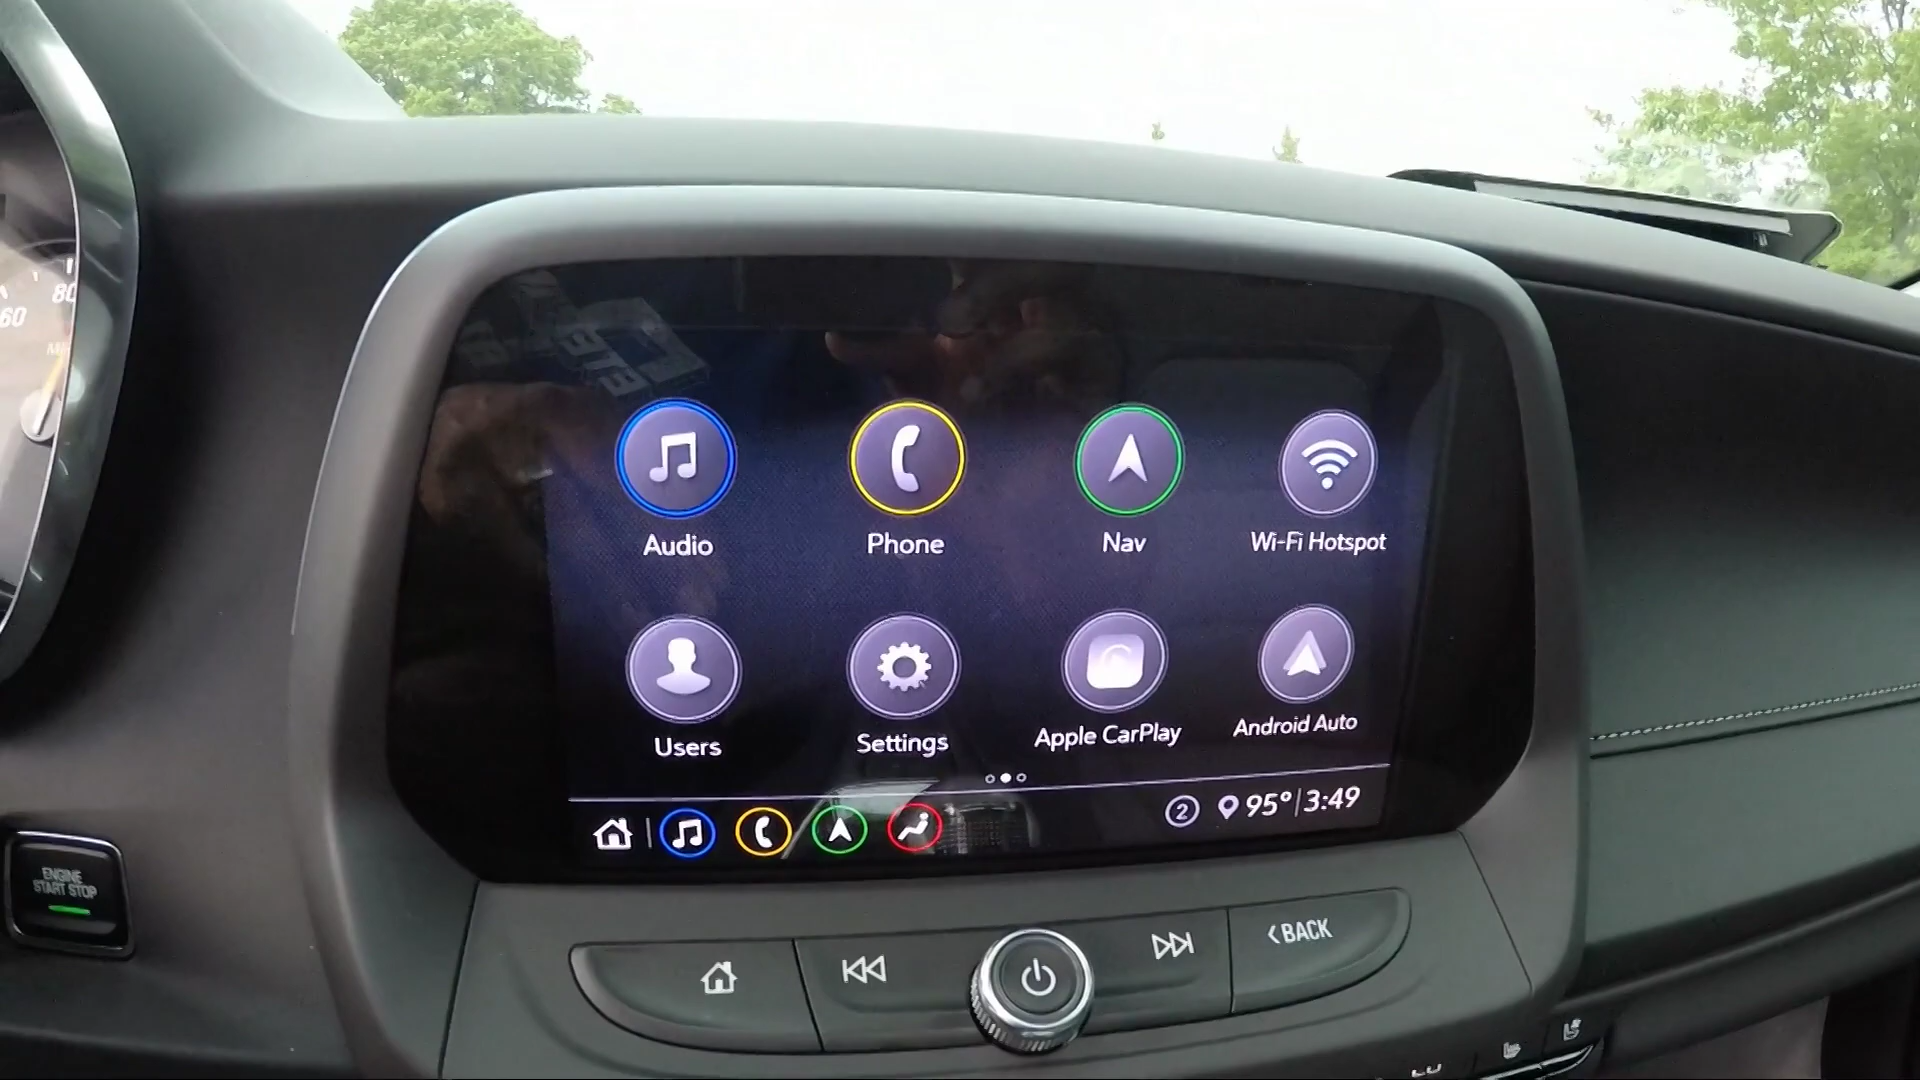 80
60
Audio
Phone
Nav
Wi-Fi Hotspot
Users
Settings
Apple CarPlay
Android Auto
2
95° 3:49
ENGINE
START STOP
<BACK